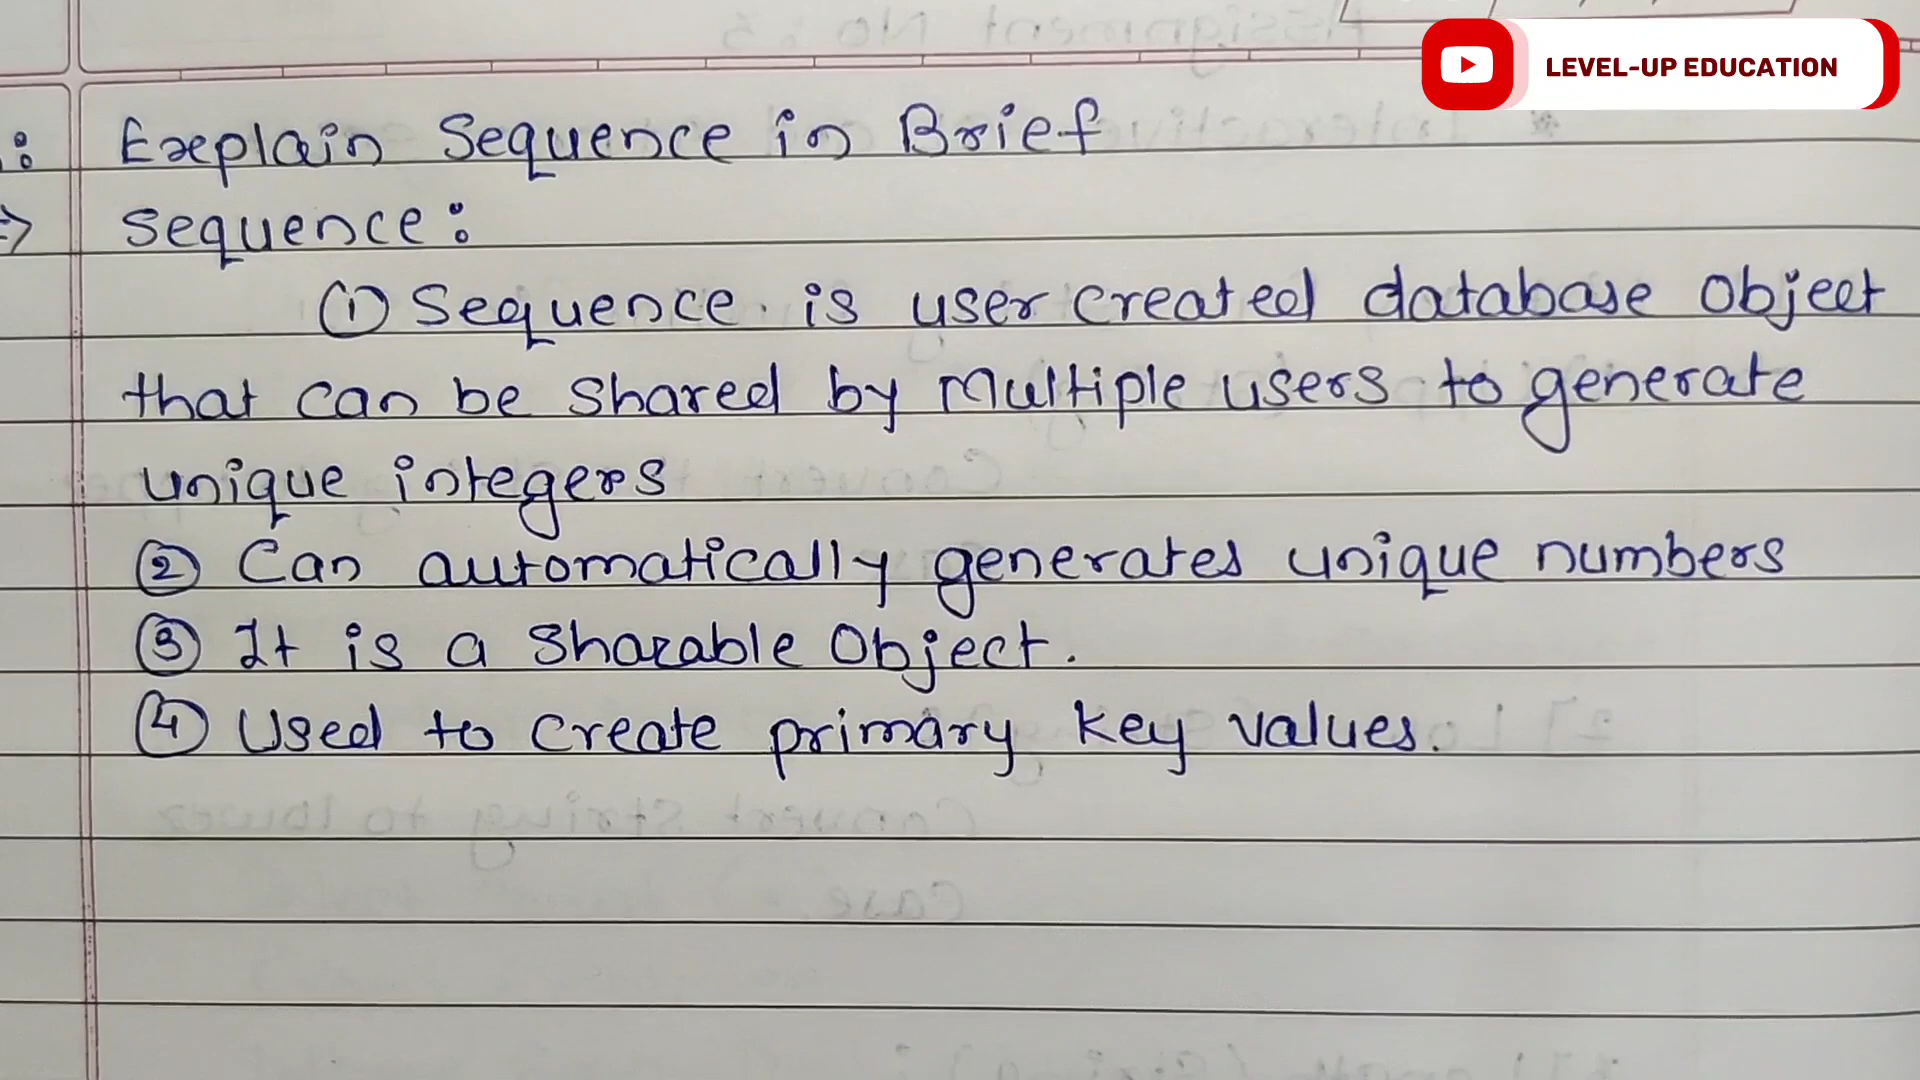 LEVEL-UP EDUCATION
: Explain Sequence in Brief
⇒ Sequence :
① Sequence. is user created database Object
that can be shared by Multiple users to generate
unique integers
② Can automatically generates unique numbers
③ It is a Sharable Object.
④ Used to create primary key values.